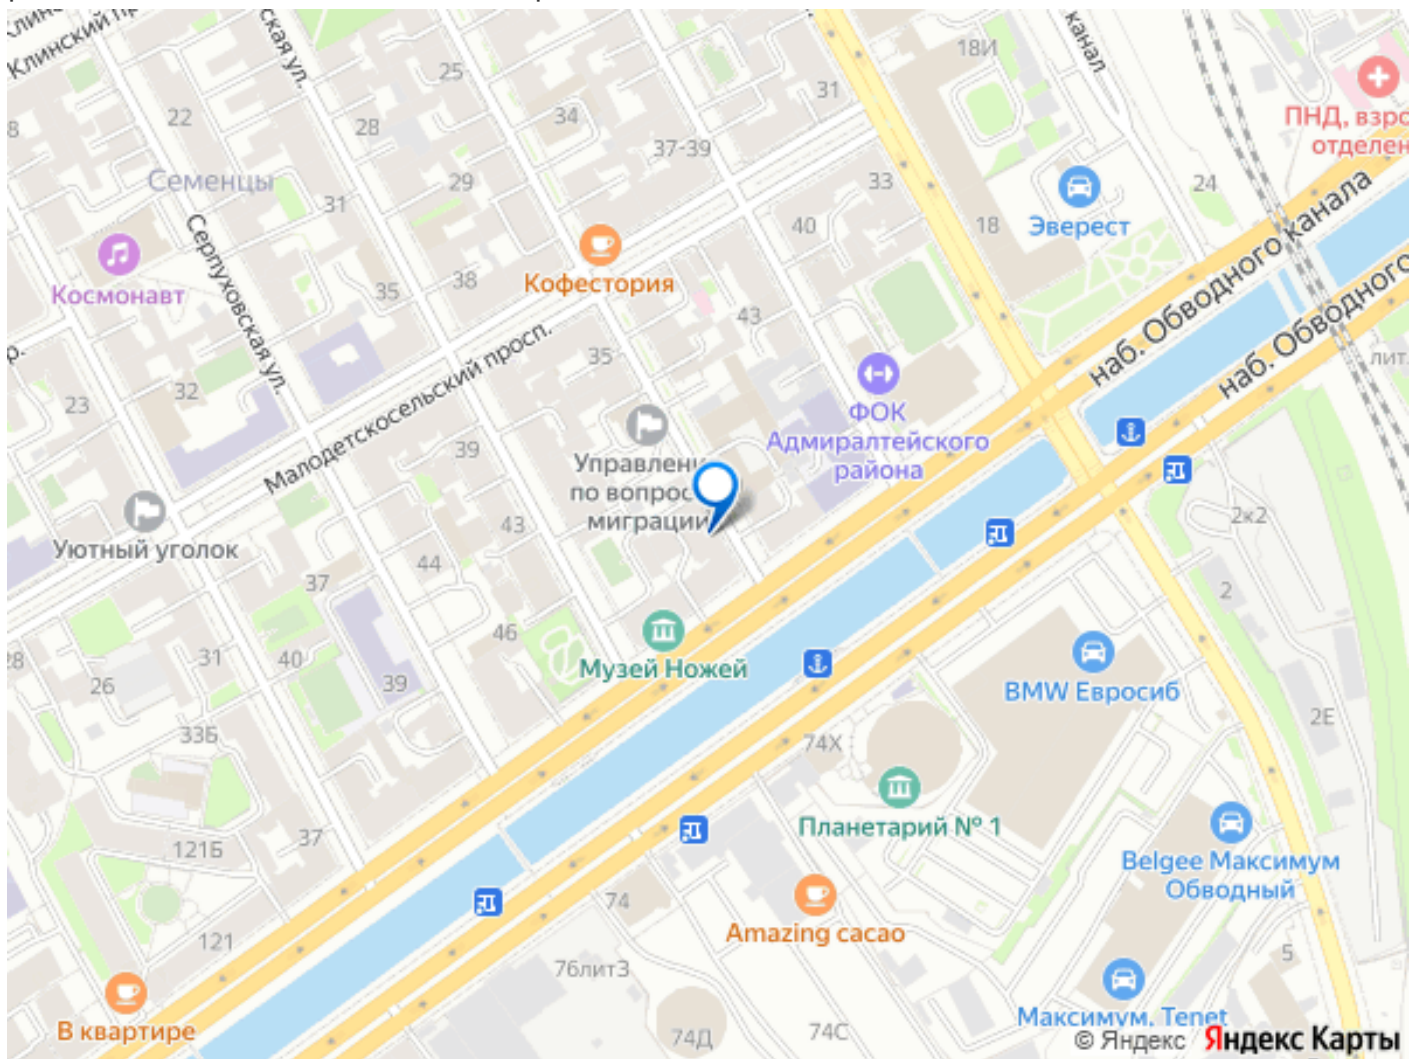 Клинский
ская ул.
канал
18И
25
31
22
34
28
ПНД, взро
отделен
37-39
Семенцы
29
33
24
31
Эверест
наб. Обводного канала
Серпуховская ул.
40
18
Космонавт
Кофестория
38
35
43
наб. Обводного
Малодетскосельский просп.
35
лит.
32
23
ФОК
Адмиралтейского
района
39
Управлени
по вопрос
миграции
Уютный уголок
43
2к2
44
37
2
46
Музей Ножей
28
31
40
39
26
BMW Евросиб
33Б
74Х
2Е
Планетарий № 1
37
121Б
Belgee Максимум
Обводный
74
Amazing cacao
121
5
76литЗ
В квартире
74Д
74С
Максимум, Tenet
© Яндекс Яндекс Карты